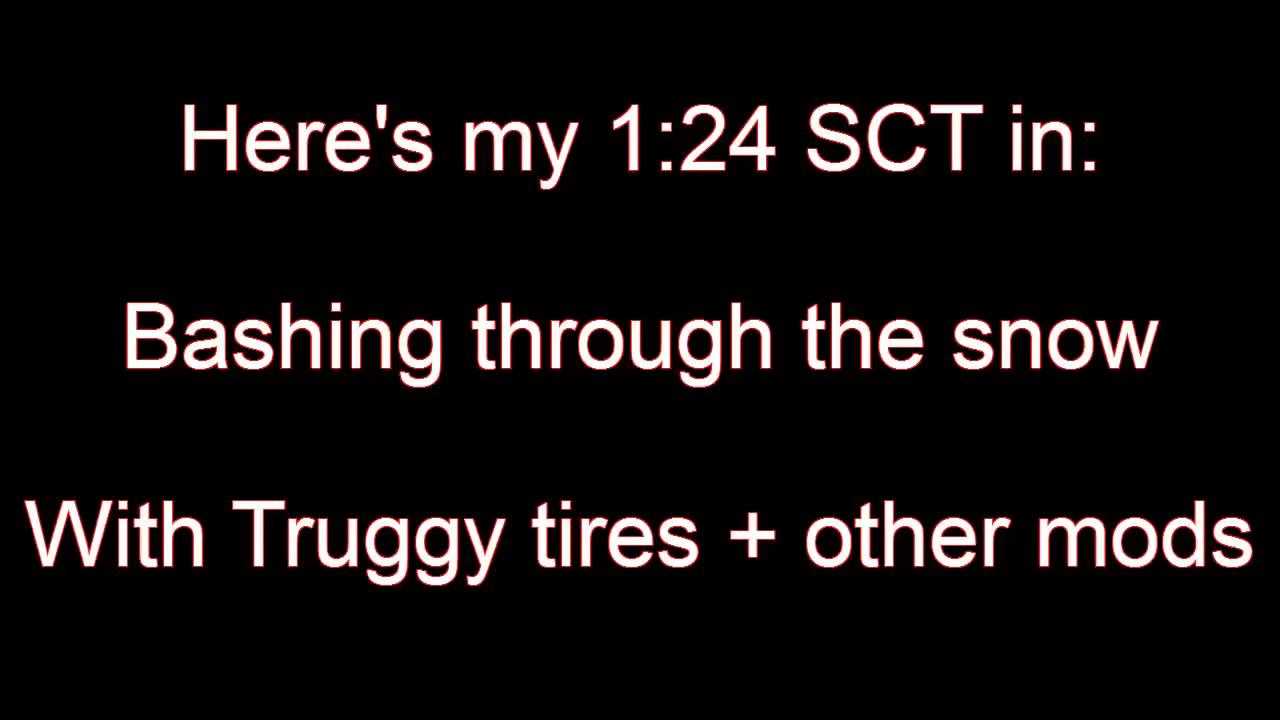 Here's my 1:24 SCT in:
Bashing through the snow
With Truggy tires + other mods